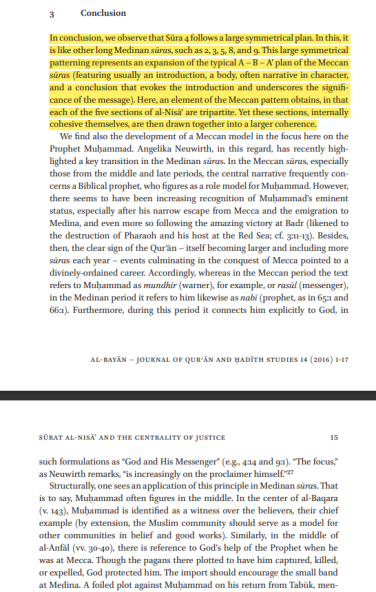 3 Conclusion
In conclusion, we observe that Sūra 4 follows a large symmetrical plan. In this, it
is like other long Medinan sūras, such as 2, 3, 5, 8, and 9. This large symmetrical
patterning represents an expansion of the typical A – B – A′ plan of the Meccan
sūras (featuring usually an introduction, a body, often narrative in character,
and a conclusion that evokes the introduction and underscores the signifi-
cance of the message). Here, an element of the Meccan pattern obtains, in that
each of the five sections of al-Nisāʾ are tripartite. Yet these sections, internally
cohesive themselves, are then drawn together into a larger coherence.
We find also the development of a Meccan model in the focus here on the
Prophet Muḥammad. Angelika Neuwirth, in this regard, has recently high-
lighted a key transition in the Medinan sūras. In the Meccan sūras, especially
those from the middle and late periods, the central narrative frequently con-
cerns a Biblical prophet, who figures as a role model for Muḥammad. However,
there seems to have been increasing recognition of Muḥammad's eminent
status, especially after his narrow escape from Mecca and the emigration to
Medina, and even more so following the amazing victory at Badr (likened to
the destruction of Pharaoh and his host at the Red Sea; cf. 3:11-13). Besides,
then, the clear sign of the Qurʾān – itself becoming larger and including more
sūras each year – events culminating in the conquest of Mecca pointed to a
divinely-ordained career. Accordingly, whereas in the Meccan period the text
refers to Muḥammad as mundhir (warner), for example, or rasūl (messenger),
in the Medinan period it refers to him likewise as nabī (prophet, as in 65:1 and
66:1). Furthermore, during this period it connects him explicitly to God, in
AL-BAYĀN – JOURNAL OF QURʾĀN AND ḤADĪTH STUDIES 14 (2016) 1-17
SŪRAT AL-NISĀʾ AND THE CENTRALITY OF JUSTICE 15
such formulations as "God and His Messenger" (e.g., 4:14 and 9:1). "The focus,"
as Neuwirth remarks, "is increasingly on the proclaimer himself."27
Structurally, one sees an application of this principle in Medinan sūras. That
is to say, Muḥammad often figures in the middle. In the center of al-Baqara
(v. 143), Muḥammad is identified as a witness over the believers, their chief
example (by extension, the Muslim community should serve as a model for
other communities in belief and good works). Similarly, in the middle of
al-Anfāl (vv. 30-40), there is reference to God's help of the Prophet when he
was at Mecca. Though the pagans there plotted to have him captured, killed,
or expelled, God protected him. The import should encourage the small band
at Medina. A foiled plot against Muḥammad on his return from Tabūk, men-